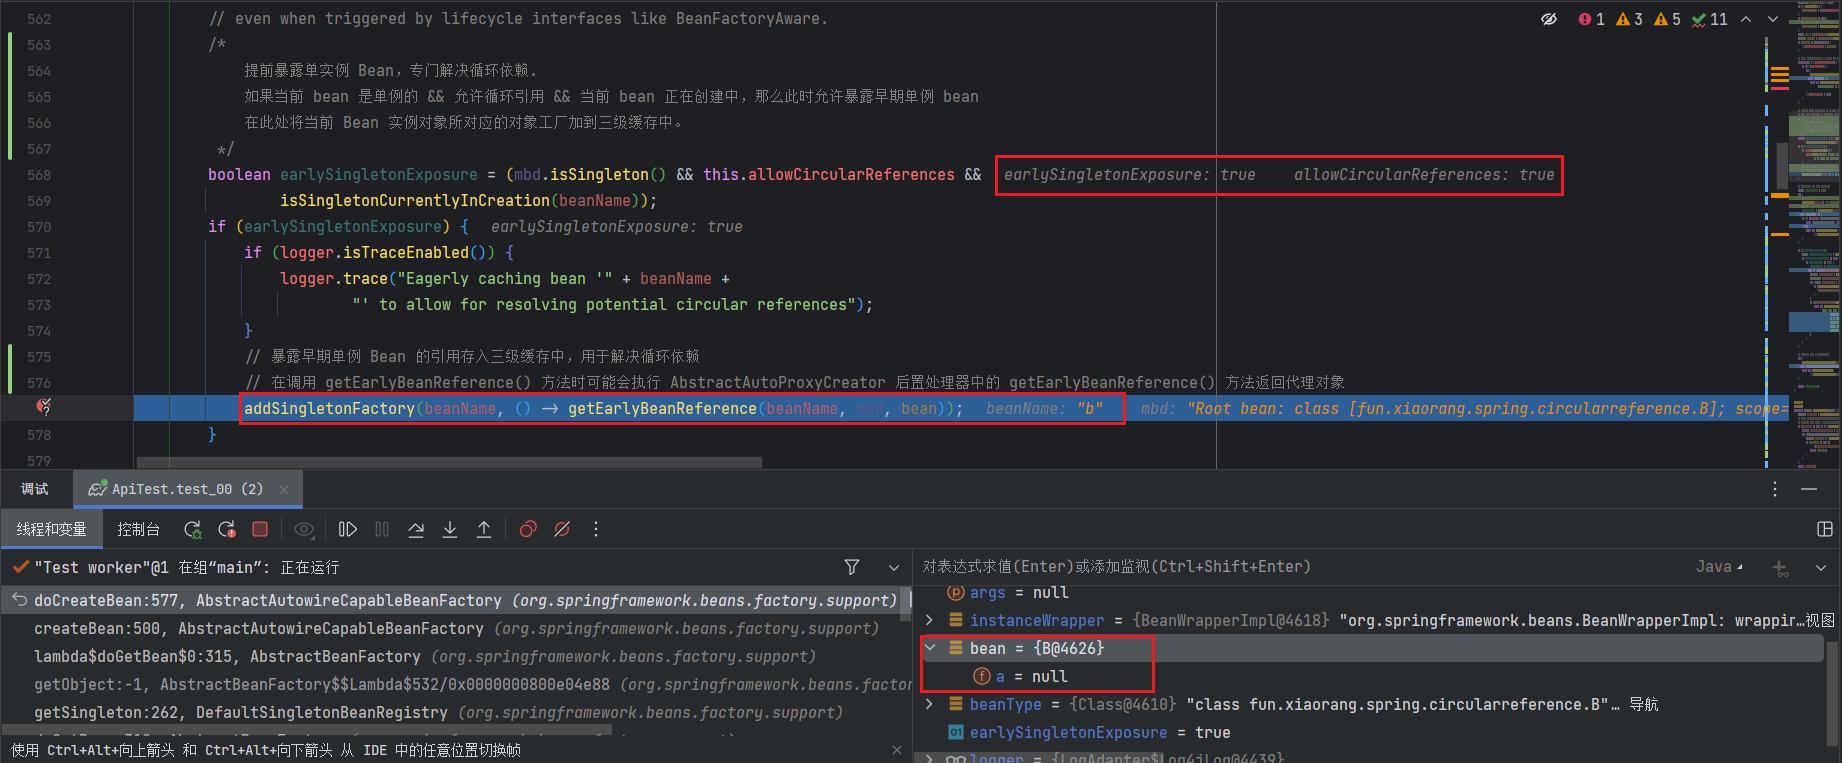 562 // even when triggered by lifecycle interfaces like BeanFactoryAware.
1 3 5 11
563 /*
564 提前暴露单实例 Bean，专门解决循环依赖.
565 如果当前 bean 是单例的 && 允许循环引用 && 当前 bean 正在创建中，那么此时允许暴露早期单例 bean
566 在此处将当前 Bean 实例对象所对应的对象工厂加到三级缓存中。
567 */
568 boolean earlySingletonExposure = (mbd.isSingleton() && this.allowCircularReferences && earlySingletonExposure: true allowCircularReferences: true
569 isSingletonCurrentlyInCreation(beanName));
570 if (earlySingletonExposure) { earlySingletonExposure: true
571 if (logger.isTraceEnabled()) {
572 logger.trace("Eagerly caching bean '" + beanName +
573 "' to allow for resolving potential circular references");
574 }
575 // 暴露早期单例 Bean 的引用存入三级缓存中，用于解决循环依赖
576 // 在调用 getEarlyBeanReference() 方法时可能会执行 AbstractAutoProxyCreator 后置处理器中的 getEarlyBeanReference() 方法返回代理对象
addSingletonFactory(beanName, () -> getEarlyBeanReference(beanName, mbd, bean)); beanName: "b" mbd: "Root bean: class [fun.xiaorang.spring.circularreference.B]; scope=
578 }
579
调试 ApiTest.test_00 (2)
线程和变量 控制台
"Test worker"@1 在组“main”: 正在运行
doCreateBean:577, AbstractAutowireCapableBeanFactory (org.springframework.beans.factory.support)
createBean:500, AbstractAutowireCapableBeanFactory (org.springframework.beans.factory.support)
lambda$doGetBean$0:315, AbstractBeanFactory (org.springframework.beans.factory.support)
getObject:-1, AbstractBeanFactory$$Lambda$532/0x0000000800e04e88 (org.springframework.beans.factor
getSingleton:262, DefaultSingletonBeanRegistry (org.springframework.beans.factory.support)
使用 Ctrl+Alt+向上箭头 和 Ctrl+Alt+向下箭头 从 IDE 中的任意位置切换帧
对表达式求值(Enter)或添加监视(Ctrl+Shift+Enter) Java
args = null
instanceWrapper = {BeanWrapperImpl@4618} "org.springframework.beans.BeanWrapperImpl: wrappin…视图
bean = {B@4626}
a = null
beanType = {Class@4610} "class fun.xiaorang.spring.circularreference.B"… 导航
earlySingletonExposure = true
logger = {LogAdapter$Log4jLog@4439}